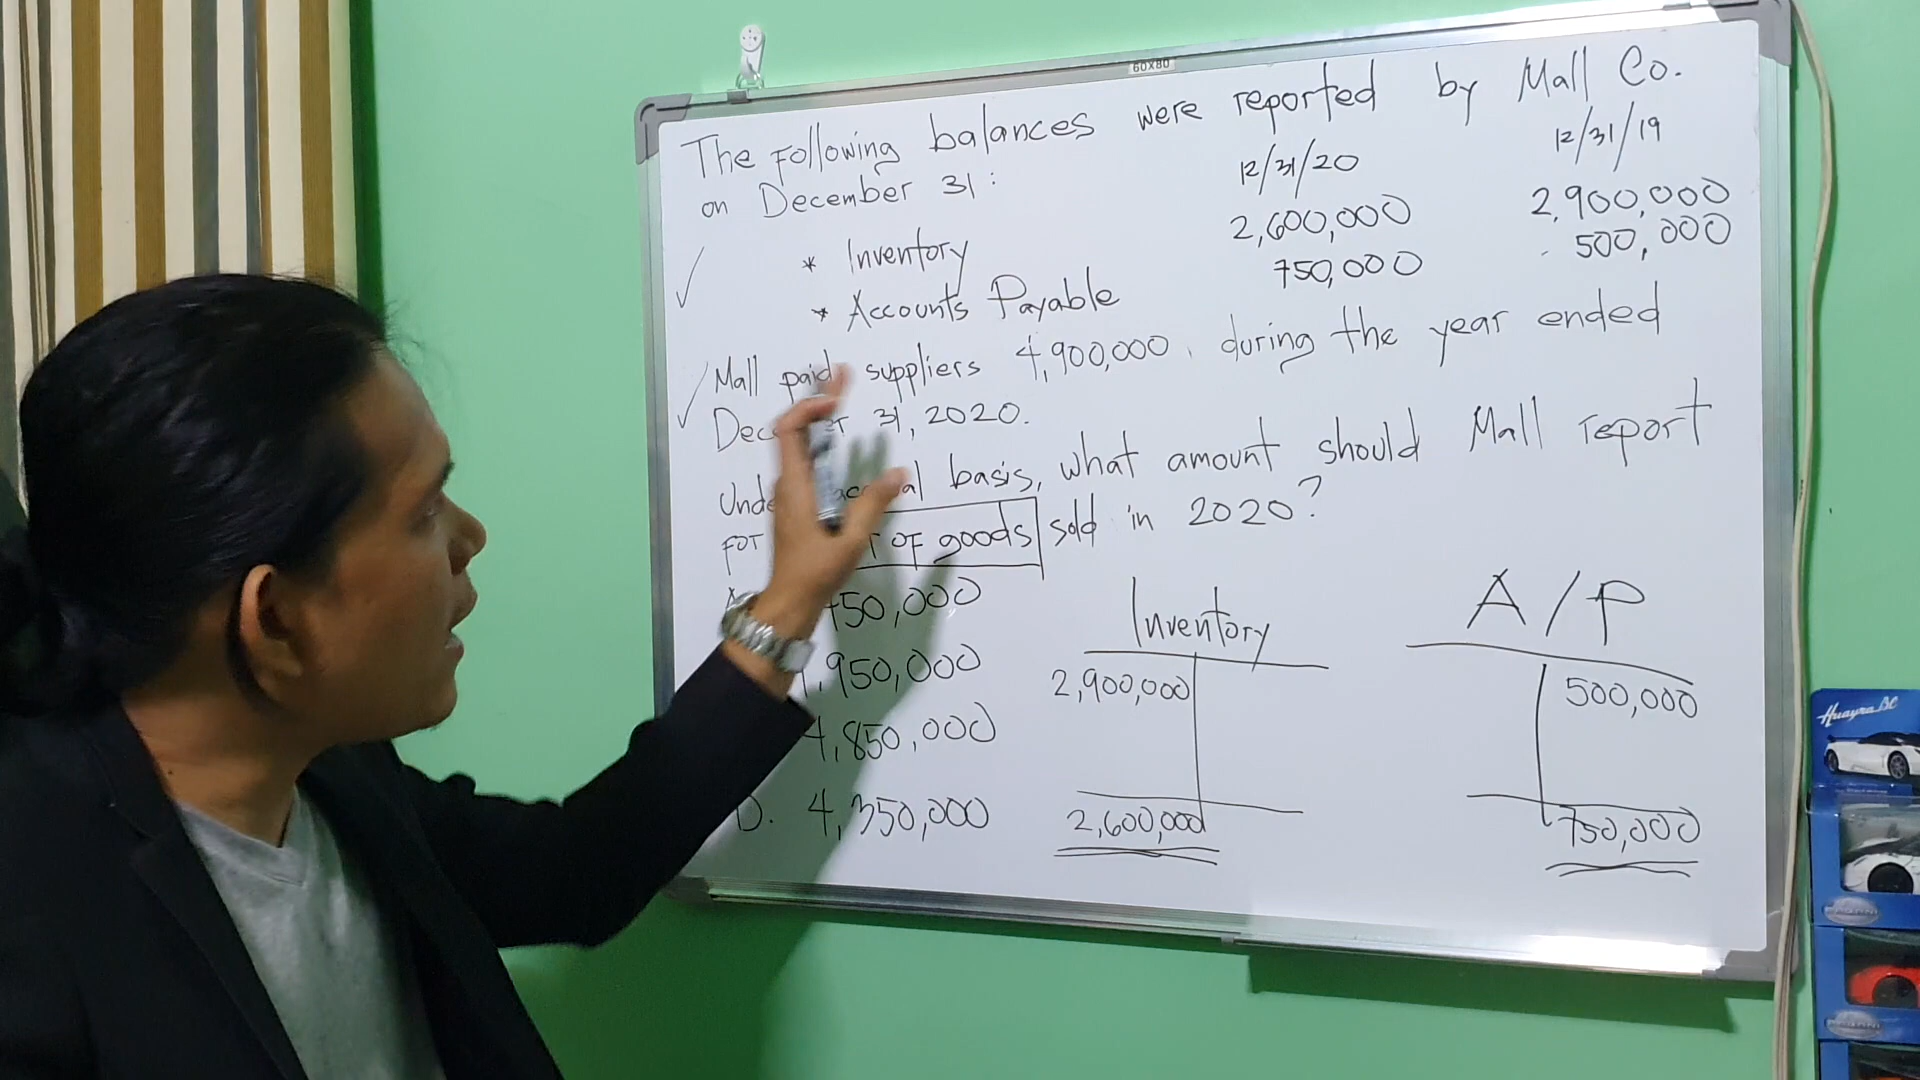 60X80
The Following balances were reported by Mall Co.
on December 31:
12/31/20 12/31/19
* Inventory 2,600,000 2,900,000
* Accounts Payable 750,000 500,000
Mall paid suppliers 4,900,000 during the year ended
31, 2020.
basis, what amount should Mall report
For OF goods sold in 2020?
750,000
,950,000
4,850,000
D. 4,350,000
Inventory
2,900,000
2,600,000
A/P
500,000
750,000
Huayra BC